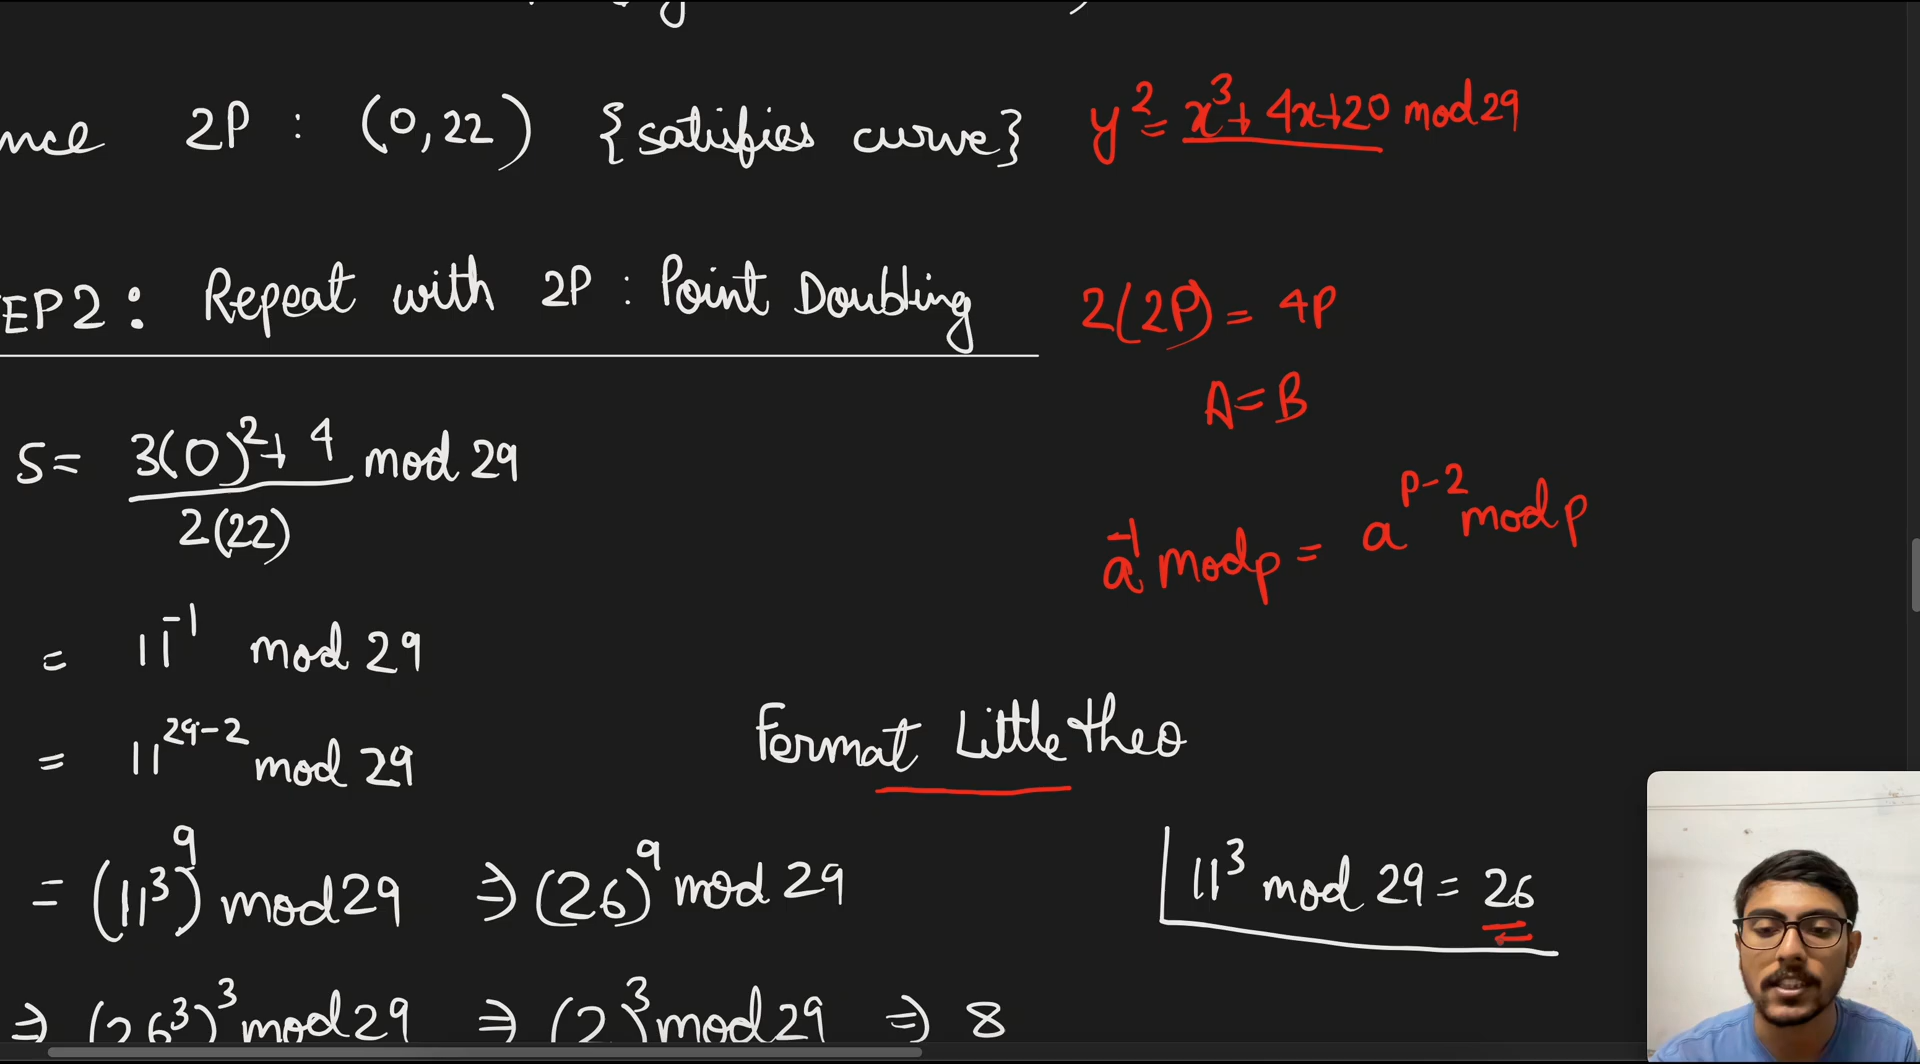 nce 2P : (0,22) {satisfies curve} y² = x³ + 4x + 20 mod 29
EP2 : Repeat with 2P : Point Doubling
2(2P) = 4P
A = B
S = 3(0)² + 4 / 2(22) mod 29
a⁻¹ mod p = a^(p-2) mod p
= 11⁻¹ mod 29
= 11^(29-2) mod 29
Fermat Little theo
= (11³)⁹ mod 29 ⇒ (26)⁹ mod 29
11³ mod 29 = 26
⇒ (26³)³ mod 29 ⇒ (2)³ mod 29 ⇒ 8